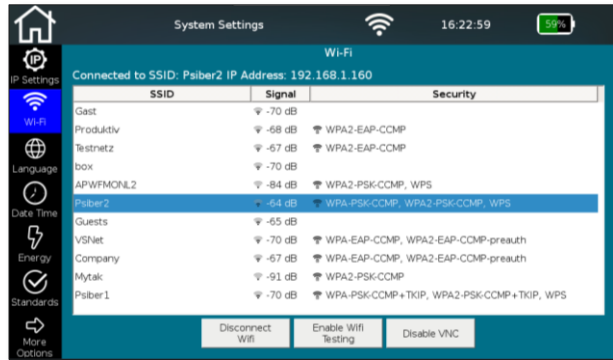 System Settings 16:22:59 59%
Wi-Fi
IP
IP Settings
Connected to SSID: Psiber2 IP Address: 192.168.1.160
SSID Signal Security
Gast -70 dB
Wi-Fi
Produktiv -68 dB WPA2-EAP-CCMP
Testnetz -67 dB WPA2-EAP-CCMP
box -70 dB
Language
APWFMONL2 -84 dB WPA2-PSK-CCMP, WPS
Psiber2 -64 dB WPA-PSK-CCMP, WPA2-PSK-CCMP, WPS
Date Time
Guests -65 dB
VSNet -70 dB WPA-EAP-CCMP, WPA2-EAP-CCMP-preauth
Energy
Company -67 dB WPA-EAP-CCMP, WPA2-EAP-CCMP-preauth
Mytak -91 dB WPA2-PSK-CCMP
Psiber1 -70 dB WPA-PSK-CCMP+TKIP, WPA2-PSK-CCMP+TKIP, WPS
Standards
Disconnect
Wifi
Enable Wifi
Testing
Disable VNC
More
Options